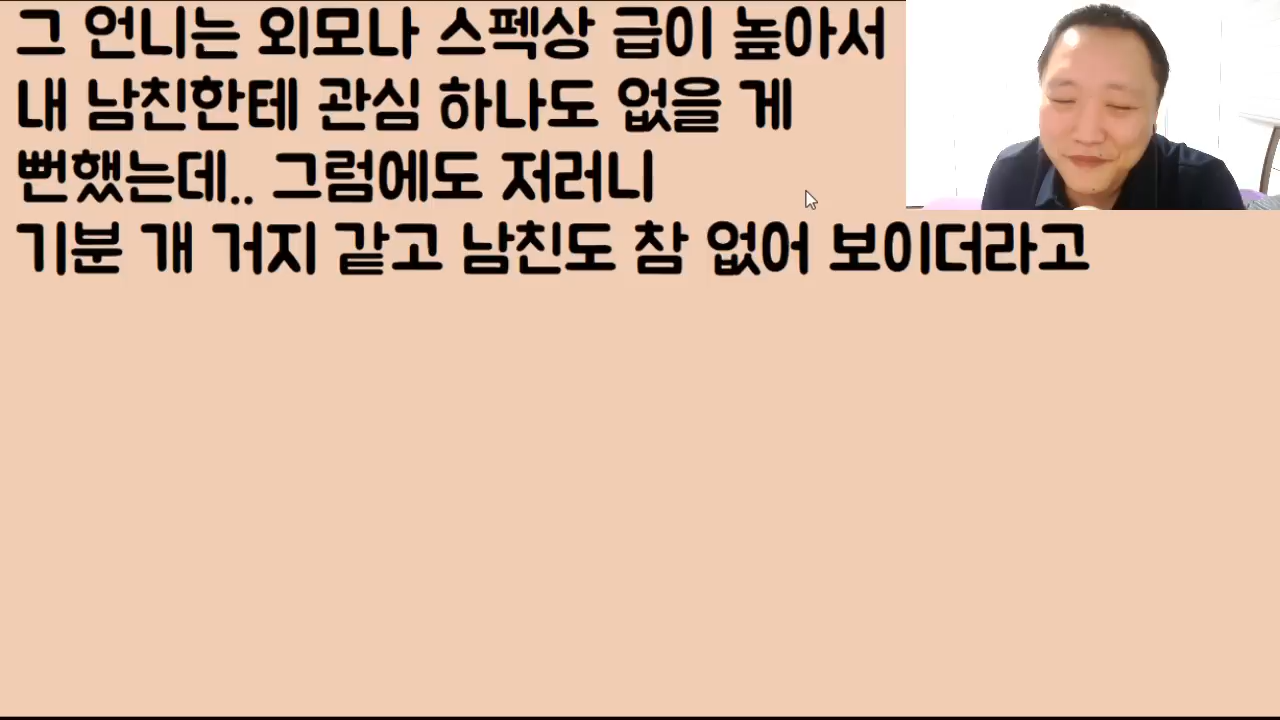 그 언니는 외모나 스펙상 급이 높아서
내 남친한테 관심 하나도 없을 게
뻔했는데.. 그럼에도 저러니
기분 개 거지 같고 남친도 참 없어 보이더라고